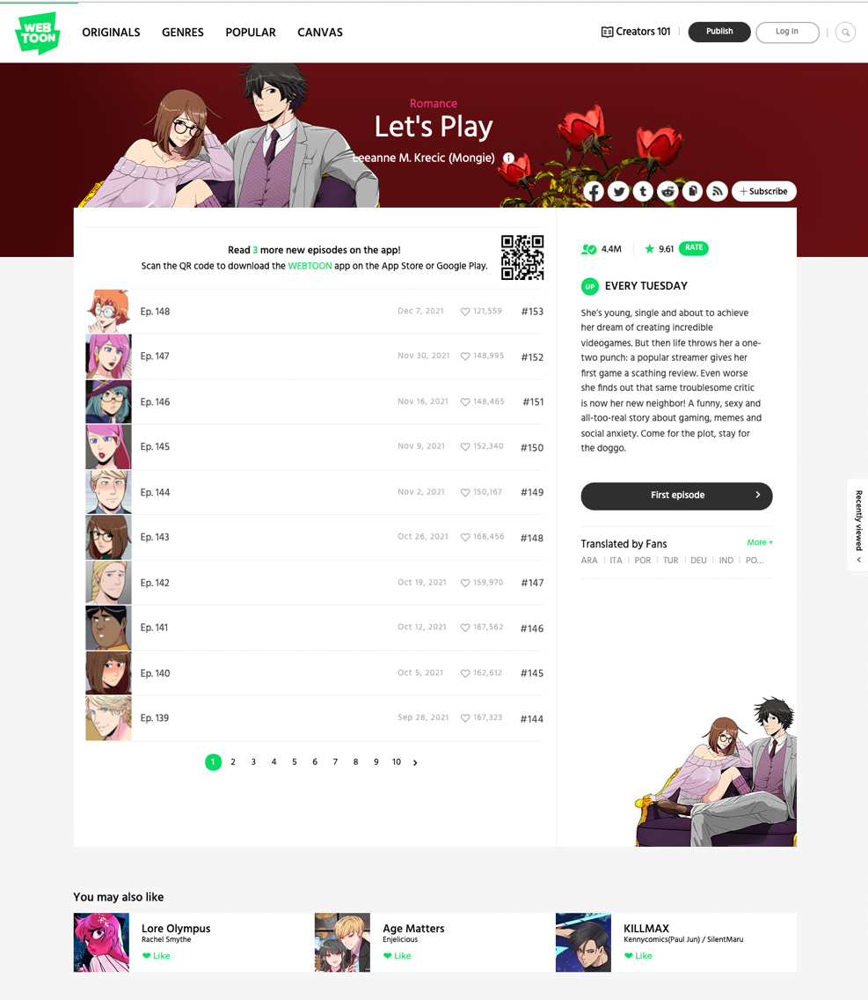 WEB
TOON
ORIGINALS
GENRES
POPULAR
CANVAS
Creators 101
Publish
Log In
Romance
Let's Play
Leeanne M. Krecic (Mongie)
+ Subscribe
Read 3 more new episodes on the app!
Scan the QR code to download the WEBTOON app on the App Store or Google Play.
Ep. 148 Dec 7, 2021 121,559 #153
Ep. 147 Nov 30, 2021 148,995 #152
Ep. 146 Nov 16, 2021 148,465 #151
Ep. 145 Nov 9, 2021 152,340 #150
Ep. 144 Nov 2, 2021 150,167 #149
Ep. 143 Oct 26, 2021 168,456 #148
Ep. 142 Oct 19, 2021 159,970 #147
Ep. 141 Oct 12, 2021 167,562 #146
Ep. 140 Oct 5, 2021 162,612 #145
Ep. 139 Sep 28, 2021 167,323 #144
1 2 3 4 5 6 7 8 9 10 >
4.4M
9.61 RATE
UP EVERY TUESDAY
She's young, single and about to achieve
her dream of creating incredible
videogames. But then life throws her a one-
two punch: a popular streamer gives her
first game a scathing review. Even worse
she finds out that same troublesome critic
is now her new neighbor! A funny, sexy and
all-too-real story about gaming, memes and
social anxiety. Come for the plot, stay for
the doggo.
First episode
Translated by Fans More +
ARA ITA POR TUR DEU IND PO...
Recently viewed
You may also like
Lore Olympus
Rachel Smythe
Like
Age Matters
Enjelicious
Like
KILLMAX
Kennycomics(Paul Jun) / SilentMaru
Like